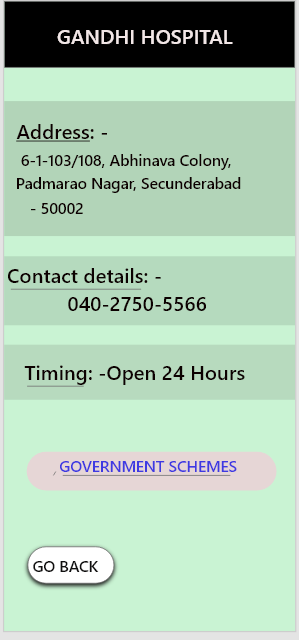 GANDHI HOSPITAL
Address: -
6-1-103/108, Abhinava Colony,
Padmarao Nagar, Secunderabad
- 50002
Contact details: -
040-2750-5566
Timing: -Open 24 Hours
GOVERNMENT SCHEMES
GO BACK